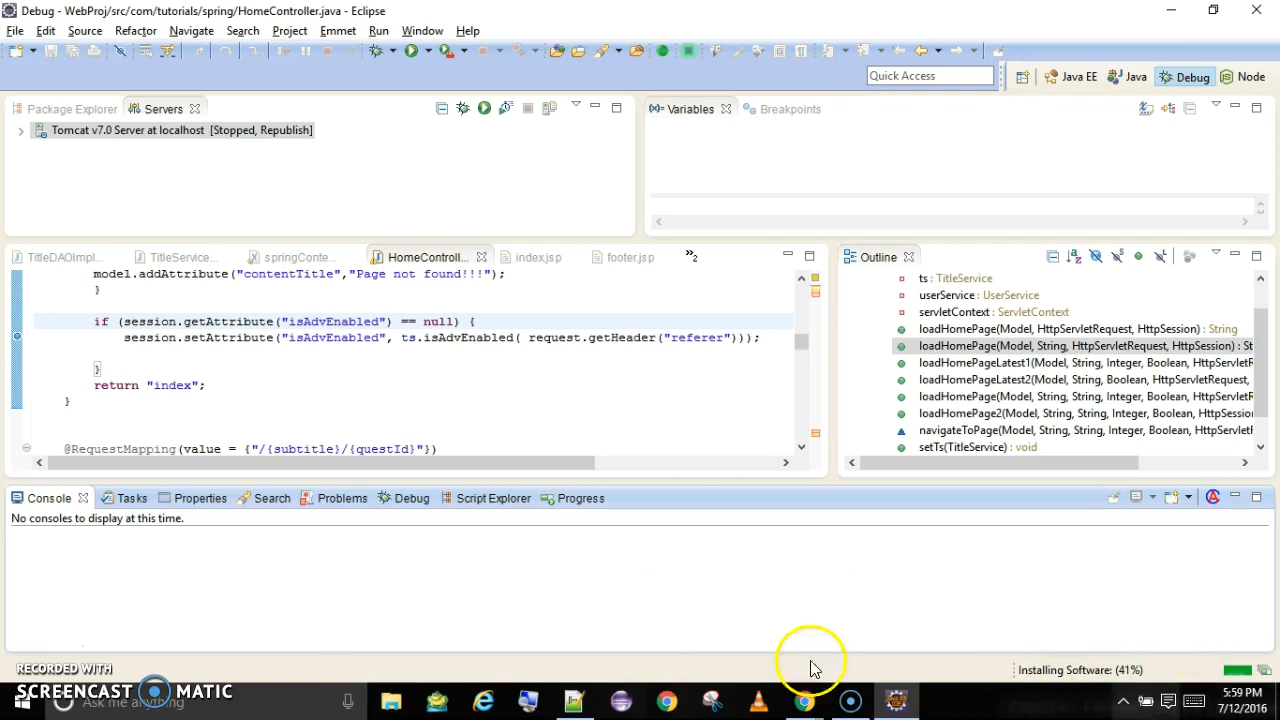 Debug - WebProj/src/com/tutorials/spring/HomeController.java - Eclipse
File Edit Source Refactor Navigate Search Project Emmet Run Window Help
Quick Access
Java EE Java Debug Node
Package Explorer Servers
Variables Breakpoints
Tomcat v7.0 Server at localhost [Stopped, Republish]
TitleDAOImpl... TitleService... springConte... HomeControll... index.jsp footer.jsp »2
Outline
model.addAttribute("contentTitle","Page not found!!!");
}
if (session.getAttribute("isAdvEnabled") == null) {
session.setAttribute("isAdvEnabled", ts.isAdvEnabled( request.getHeader("referer")));
}
return "index";
}
@RequestMapping(value = {"/{subtitle}/{questId}"})
ts : TitleService
userService : UserService
servletContext : ServletContext
loadHomePage(Model, HttpServletRequest, HttpSession) : String
loadHomePage(Model, String, HttpServletRequest, HttpSession) : St
loadHomePageLatest1(Model, String, Integer, Boolean, HttpServletR
loadHomePageLatest2(Model, String, Boolean, HttpServletRequest,
loadHomePage(Model, String, String, Integer, Boolean, HttpServletR
loadHomePage2(Model, String, String, Integer, Boolean, HttpServlet
navigateToPage(Model, String, String, Integer, Boolean, HttpServletR
setTs(TitleService) : void
Console Tasks Properties Search Problems Debug Script Explorer Progress
No consoles to display at this time.
Installing Software: (41%)
RECORDED WITH
SCREENCAST MATIC
Ask me anything
5:59 PM
7/12/2016